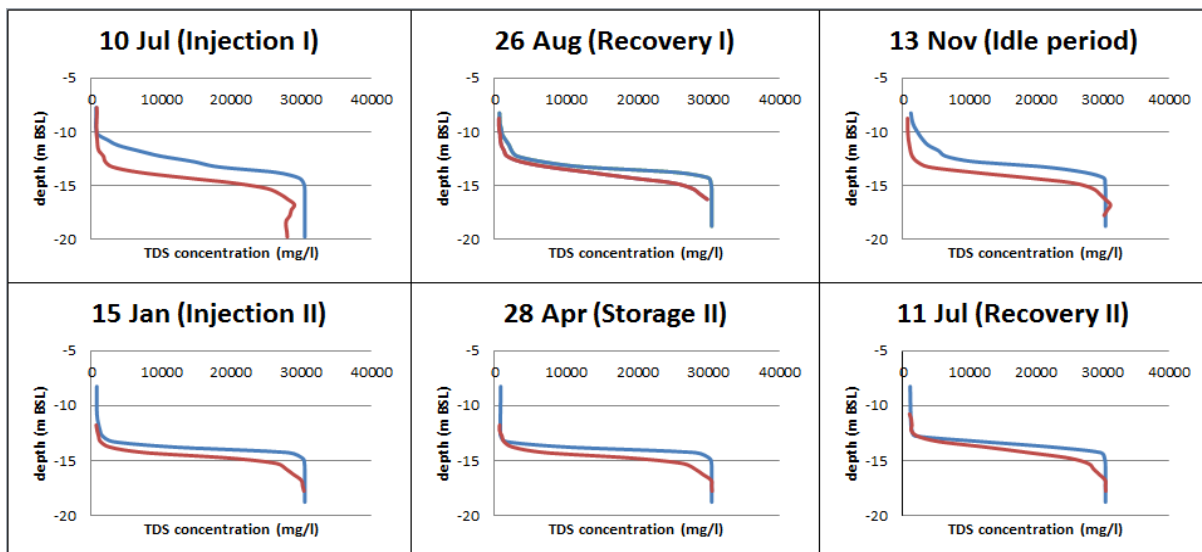 10 Jul (Injection I)
-5
0 10000 20000 30000 40000
-10
-15
-20
depth (m BSL)
TDS concentration (mg/l)
26 Aug (Recovery I)
-5
0 10000 20000 30000 40000
-10
-15
-20
depth (m BSL)
TDS concentration (mg/l)
13 Nov (Idle period)
-5
0 10000 20000 30000 40000
-10
-15
-20
depth (m BSL)
TDS concentration (mg/l)
15 Jan (Injection II)
-5
0 10000 20000 30000 40000
-10
-15
-20
depth (m BSL)
TDS concentration (mg/l)
28 Apr (Storage II)
-5
0 10000 20000 30000 40000
-10
-15
-20
depth (m BSL)
TDS concentration (mg/l)
11 Jul (Recovery II)
-5
0 10000 20000 30000 40000
-10
-15
-20
depth (m BSL)
TDS concentration (mg/l)